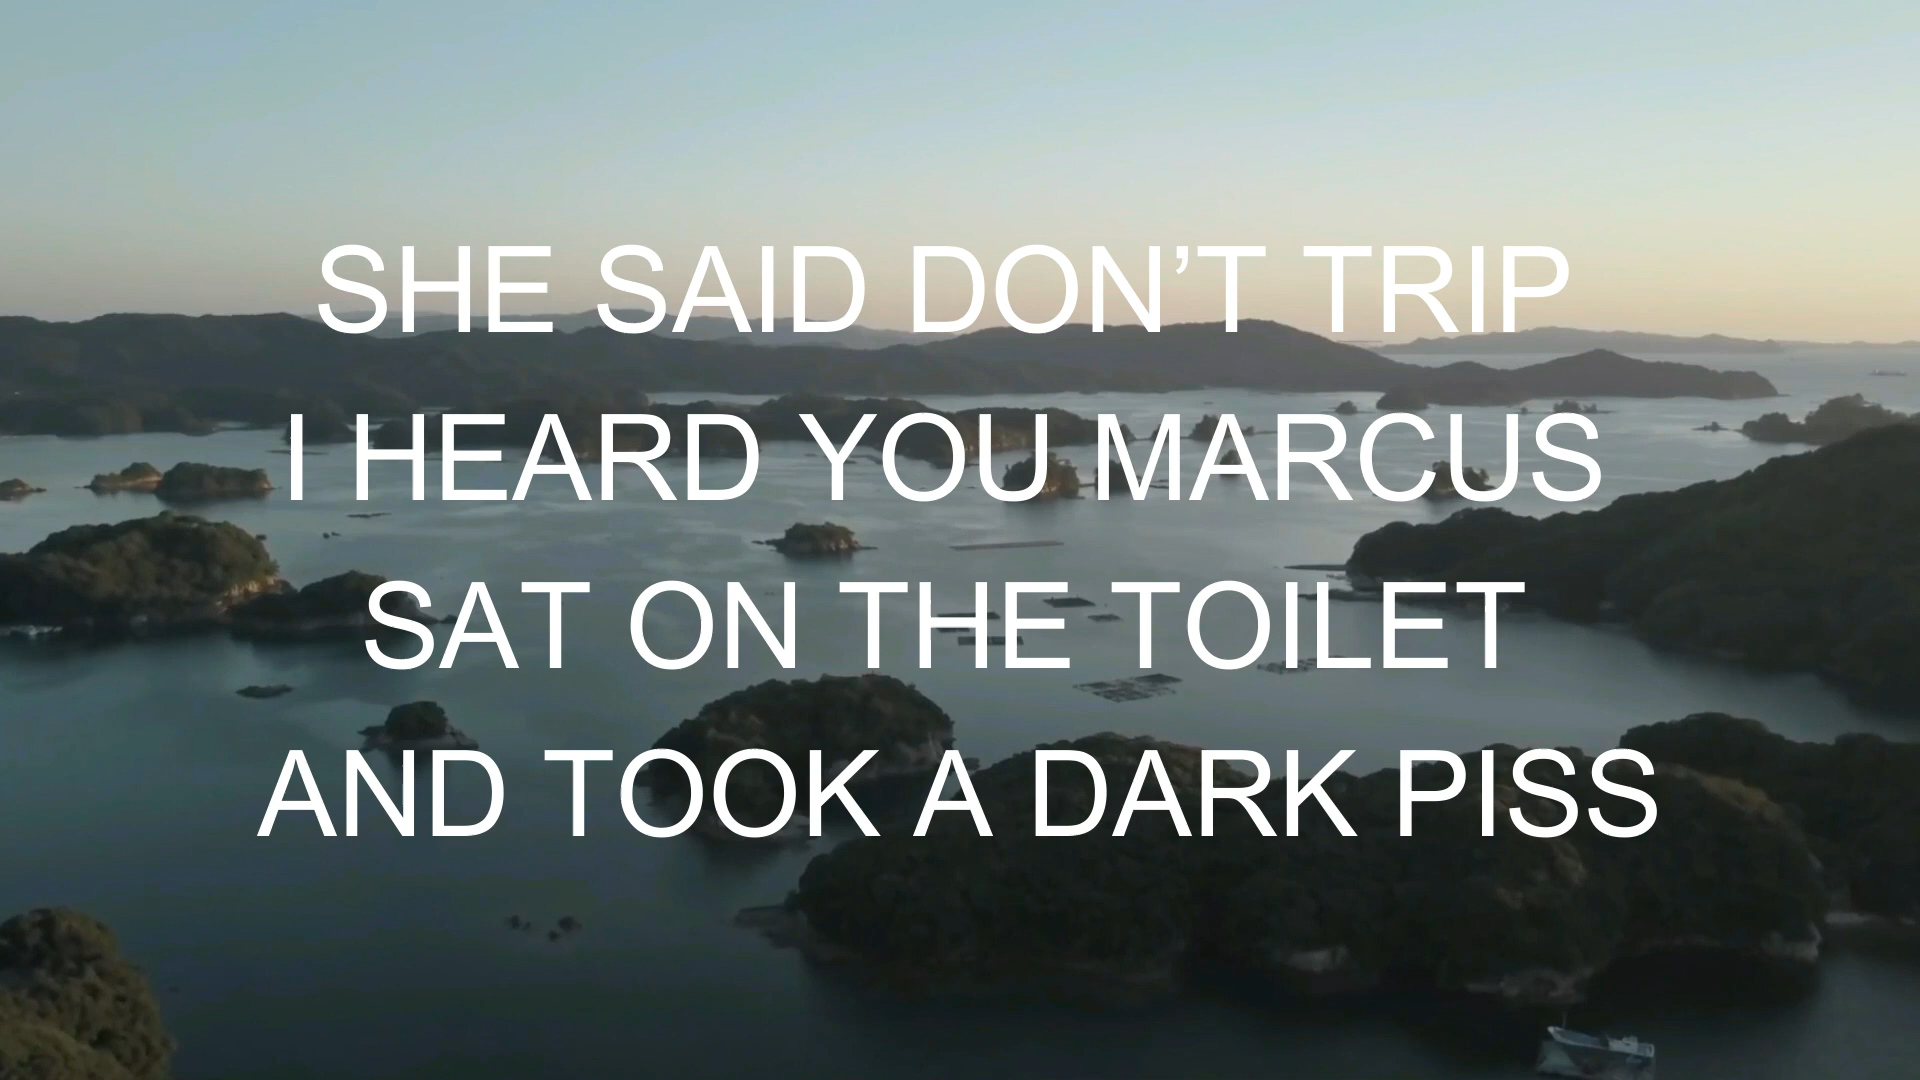 SHE SAID DON’T TRIP
I HEARD YOU MARCUS
SAT ON THE TOILET
AND TOOK A DARK PISS